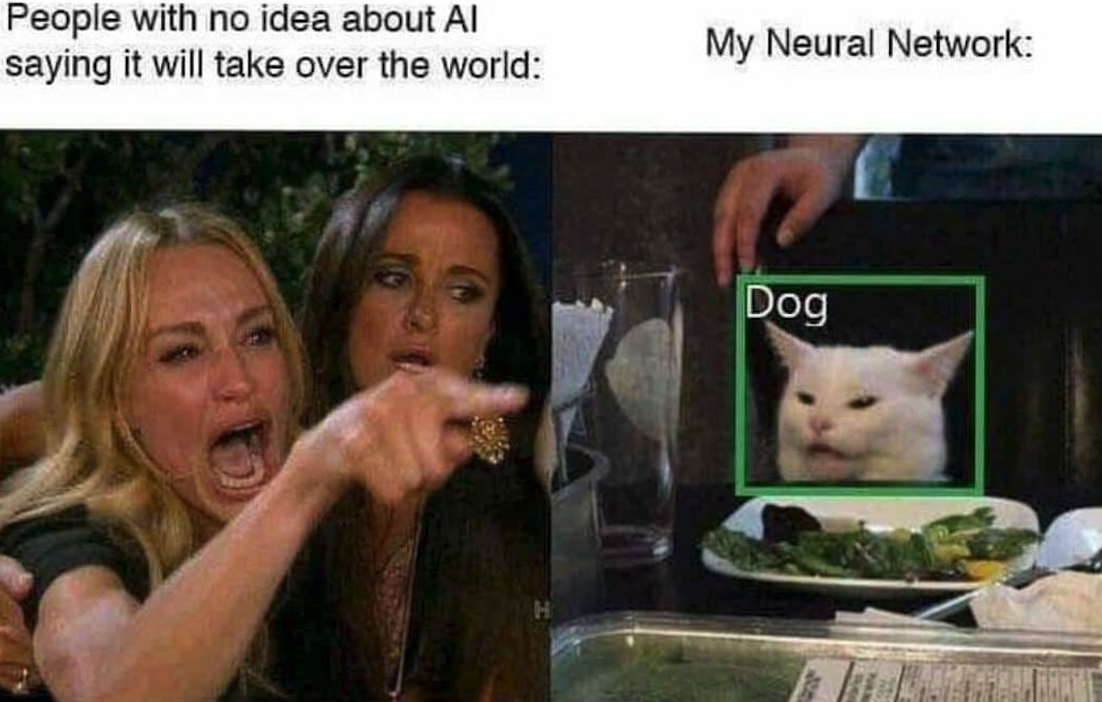 People with no idea about AI
saying it will take over the world:
My Neural Network:
Dog
H